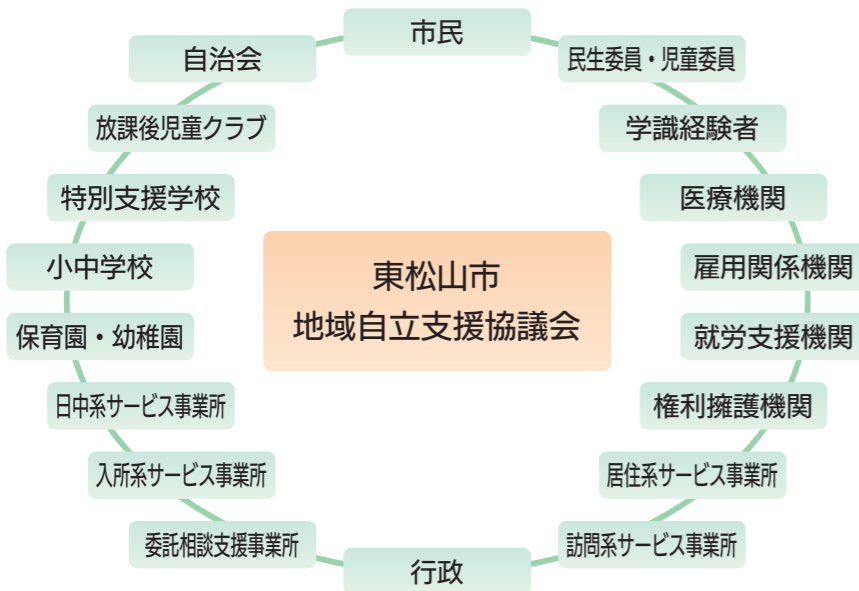 市民
自治会
民生委員・児童委員
放課後児童クラブ
学識経験者
特別支援学校
医療機関
東松山市
地域自立支援協議会
小中学校
雇用関係機関
保育園・幼稚園
就労支援機関
日中系サービス事業所
権利擁護機関
入所系サービス事業所
居住系サービス事業所
委託相談支援事業所
訪問系サービス事業所
行政